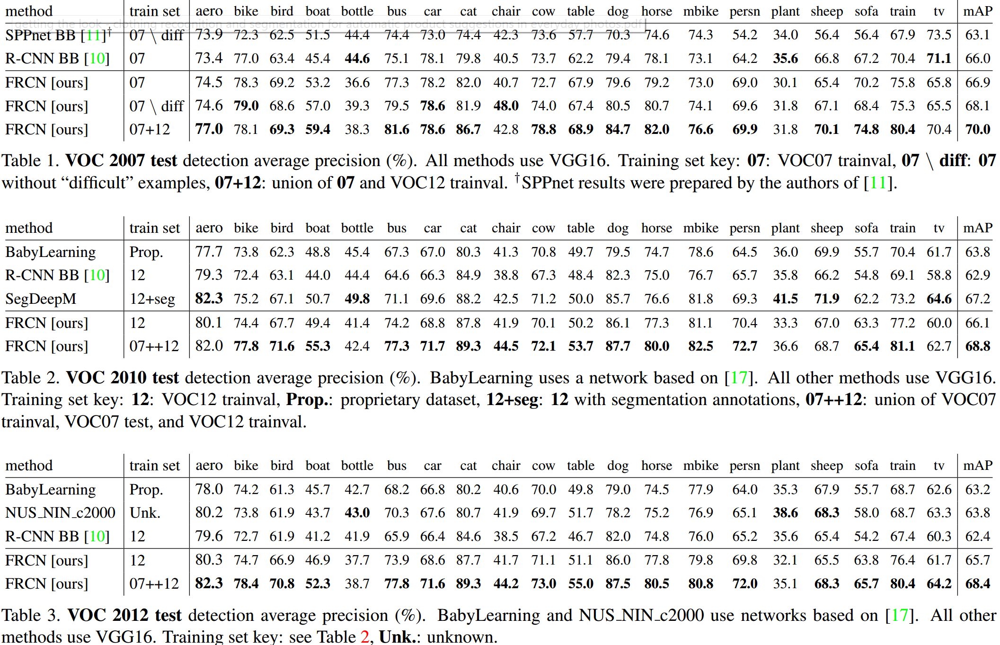 method train set aero bike bird boat bottle bus car cat chair cow table dog horse mbike persn plant sheep sofa train tv mAP
getting the look - clothing recognition and segmentation for automatic product suggestions in everyday photos.pdf
SPPnet BB [11]† 07 \ diff 73.9 72.3 62.5 51.5 44.4 74.4 73.0 74.4 42.3 73.6 57.7 70.3 74.6 74.3 54.2 34.0 56.4 56.4 67.9 73.5 63.1
R-CNN BB [10] 07 73.4 77.0 63.4 45.4 44.6 75.1 78.1 79.8 40.5 73.7 62.2 79.4 78.1 73.1 64.2 35.6 66.8 67.2 70.4 71.1 66.0
FRCN [ours] 07 74.5 78.3 69.2 53.2 36.6 77.3 78.2 82.0 40.7 72.7 67.9 79.6 79.2 73.0 69.0 30.1 65.4 70.2 75.8 65.8 66.9
FRCN [ours] 07 \ diff 74.6 79.0 68.6 57.0 39.3 79.5 78.6 81.9 48.0 74.0 67.4 80.5 80.7 74.1 69.6 31.8 67.1 68.4 75.3 65.5 68.1
FRCN [ours] 07+12 77.0 78.1 69.3 59.4 38.3 81.6 78.6 86.7 42.8 78.8 68.9 84.7 82.0 76.6 69.9 31.8 70.1 74.8 80.4 70.4 70.0
Table 1. VOC 2007 test detection average precision (%). All methods use VGG16. Training set key: 07: VOC07 trainval, 07 \ diff: 07
without “difficult” examples, 07+12: union of 07 and VOC12 trainval. †SPPnet results were prepared by the authors of [11].
method train set aero bike bird boat bottle bus car cat chair cow table dog horse mbike persn plant sheep sofa train tv mAP
BabyLearning Prop. 77.7 73.8 62.3 48.8 45.4 67.3 67.0 80.3 41.3 70.8 49.7 79.5 74.7 78.6 64.5 36.0 69.9 55.7 70.4 61.7 63.8
R-CNN BB [10] 12 79.3 72.4 63.1 44.0 44.4 64.6 66.3 84.9 38.8 67.3 48.4 82.3 75.0 76.7 65.7 35.8 66.2 54.8 69.1 58.8 62.9
SegDeepM 12+seg 82.3 75.2 67.1 50.7 49.8 71.1 69.6 88.2 42.5 71.2 50.0 85.7 76.6 81.8 69.3 41.5 71.9 62.2 73.2 64.6 67.2
FRCN [ours] 12 80.1 74.4 67.7 49.4 41.4 74.2 68.8 87.8 41.9 70.1 50.2 86.1 77.3 81.1 70.4 33.3 67.0 63.3 77.2 60.0 66.1
FRCN [ours] 07++12 82.0 77.8 71.6 55.3 42.4 77.3 71.7 89.3 44.5 72.1 53.7 87.7 80.0 82.5 72.7 36.6 68.7 65.4 81.1 62.7 68.8
Table 2. VOC 2010 test detection average precision (%). BabyLearning uses a network based on [17]. All other methods use VGG16.
Training set key: 12: VOC12 trainval, Prop.: proprietary dataset, 12+seg: 12 with segmentation annotations, 07++12: union of VOC07
trainval, VOC07 test, and VOC12 trainval.
method train set aero bike bird boat bottle bus car cat chair cow table dog horse mbike persn plant sheep sofa train tv mAP
BabyLearning Prop. 78.0 74.2 61.3 45.7 42.7 68.2 66.8 80.2 40.6 70.0 49.8 79.0 74.5 77.9 64.0 35.3 67.9 55.7 68.7 62.6 63.2
NUS_NIN_c2000 Unk. 80.2 73.8 61.9 43.7 43.0 70.3 67.6 80.7 41.9 69.7 51.7 78.2 75.2 76.9 65.1 38.6 68.3 58.0 68.7 63.3 63.8
R-CNN BB [10] 12 79.6 72.7 61.9 41.2 41.9 65.9 66.4 84.6 38.5 67.2 46.7 82.0 74.8 76.0 65.2 35.6 65.4 54.2 67.4 60.3 62.4
FRCN [ours] 12 80.3 74.7 66.9 46.9 37.7 73.9 68.6 87.7 41.7 71.1 51.1 86.0 77.8 79.8 69.8 32.1 65.5 63.8 76.4 61.7 65.7
FRCN [ours] 07++12 82.3 78.4 70.8 52.3 38.7 77.8 71.6 89.3 44.2 73.0 55.0 87.5 80.5 80.8 72.0 35.1 68.3 65.7 80.4 64.2 68.4
Table 3. VOC 2012 test detection average precision (%). BabyLearning and NUS_NIN_c2000 use networks based on [17]. All other
methods use VGG16. Training set key: see Table 2, Unk.: unknown.